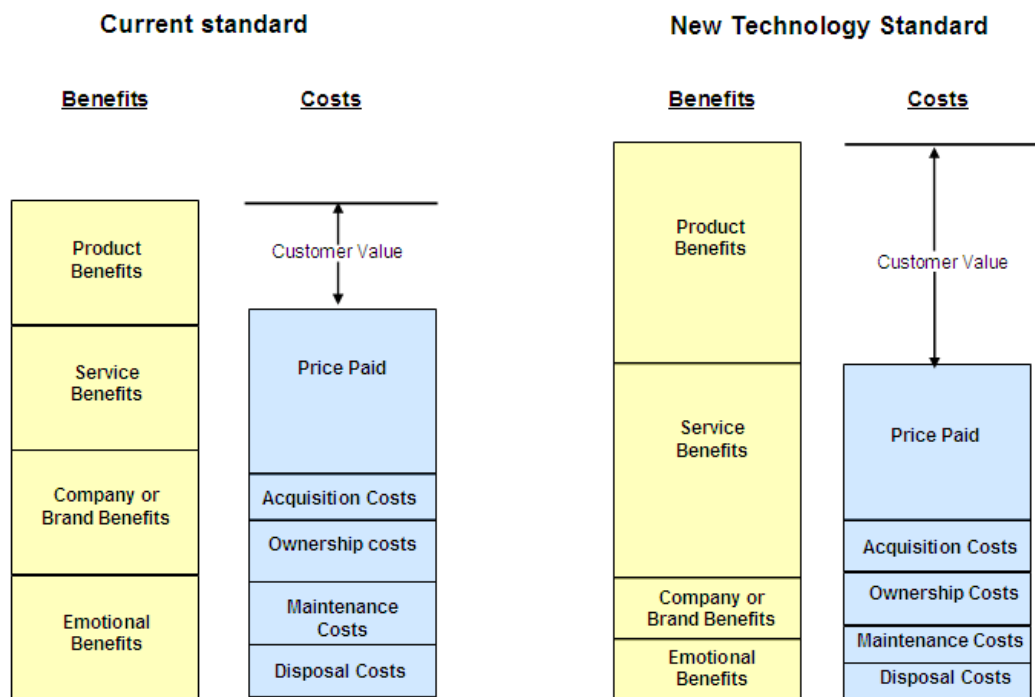 Current standard
Benefits
Costs
Product
Benefits
Service
Benefits
Company or
Brand Benefits
Emotional
Benefits
Customer Value
Price Paid
Acquisition Costs
Ownership costs
Maintenance
Costs
Disposal Costs
New Technology Standard
Benefits
Costs
Product
Benefits
Service
Benefits
Company or
Brand Benefits
Emotional
Benefits
Customer Value
Price Paid
Acquisition Costs
Ownership Costs
Maintenance Costs
Disposal Costs